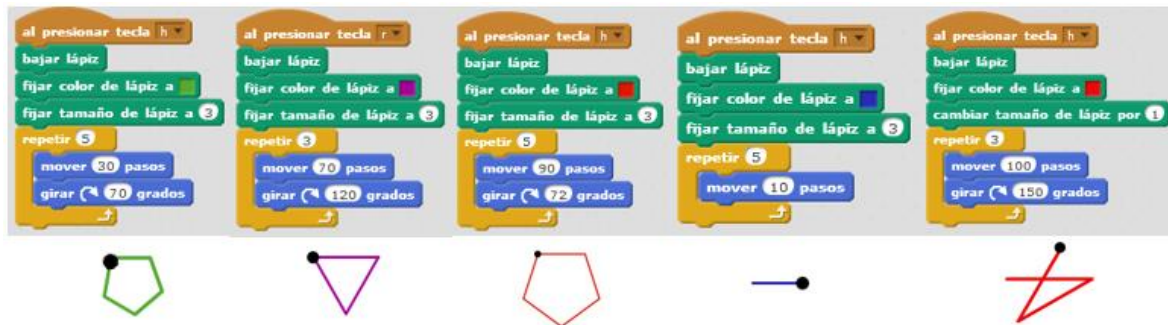 al presionar tecla h
bajar lápiz
fijar color de lápiz a
fijar tamaño de lápiz a 3
repetir 5
mover 30 pasos
girar 70 grados
al presionar tecla r
bajar lápiz
fijar color de lápiz a
fijar tamaño de lápiz a 3
repetir 3
mover 70 pasos
girar 120 grados
al presionar tecla h
bajar lápiz
fijar color de lápiz a
fijar tamaño de lápiz a 3
repetir 5
mover 90 pasos
girar 72 grados
al presionar tecla h
bajar lápiz
fijar color de lápiz a
fijar tamaño de lápiz a 3
repetir 5
mover 10 pasos
al presionar tecla h
bajar lápiz
fijar color de lápiz a
cambiar tamaño de lápiz por 1
repetir 3
mover 100 pasos
girar 150 grados